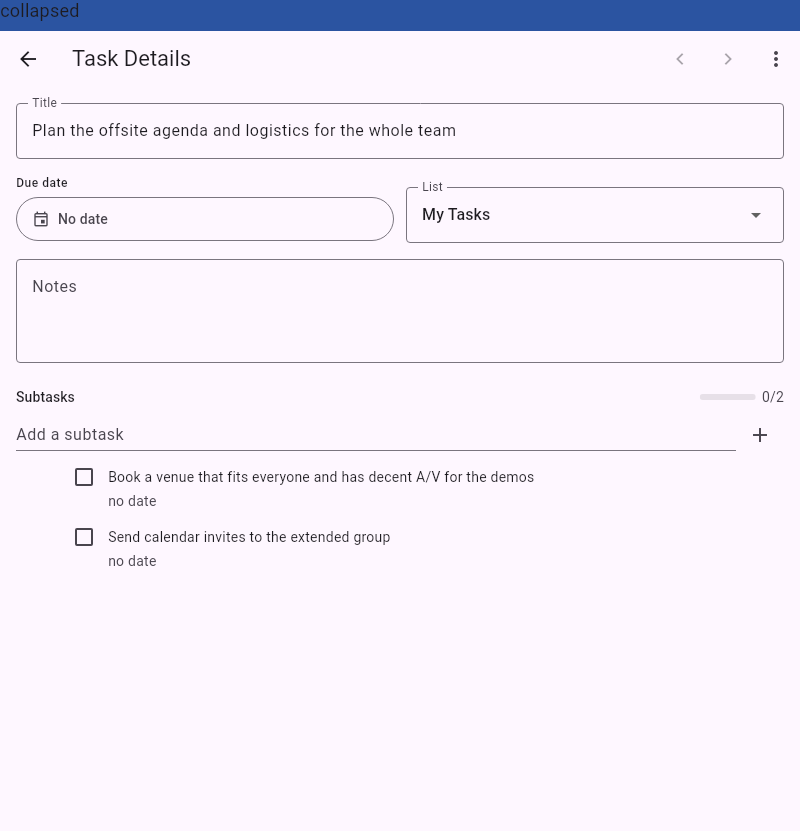 collapsed
Task Details
Title
Plan the offsite agenda and logistics for the whole team
Due date
No date
List
My Tasks
Notes
Subtasks
0/2
Add a subtask
Book a venue that fits everyone and has decent A/V for the demos
no date
Send calendar invites to the extended group
no date